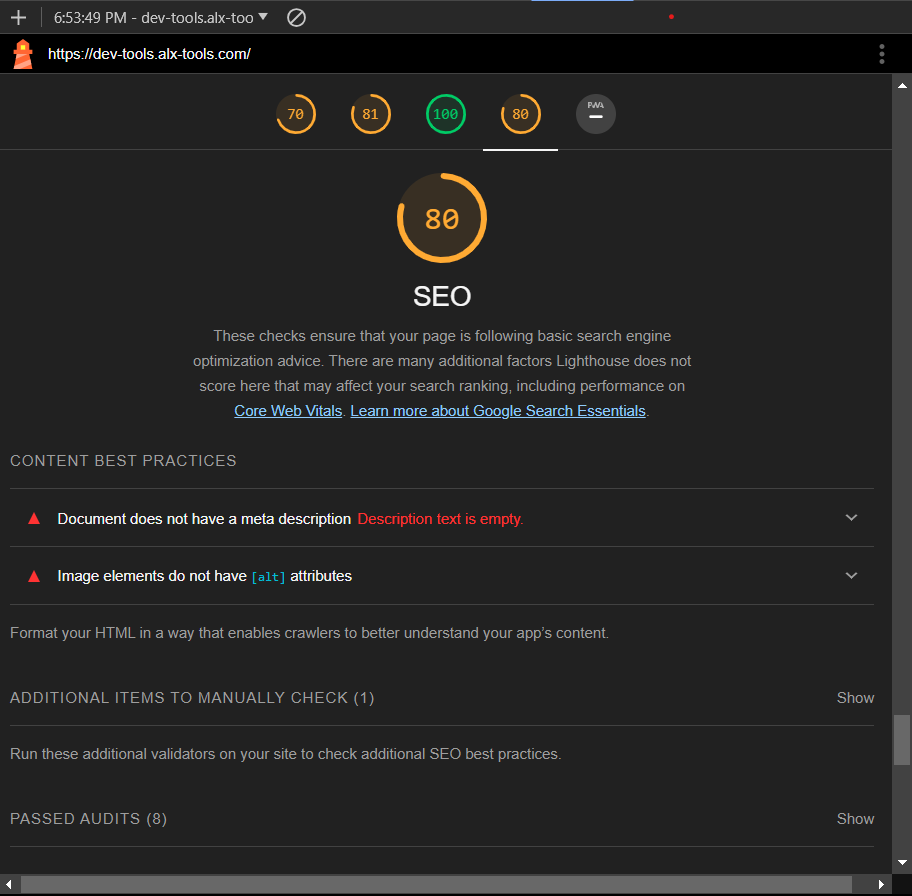 6:53:49 PM - dev-tools.alx-too
https://dev-tools.alx-tools.com/
70 81 100 80 PWA
80
SEO
These checks ensure that your page is following basic search engine
optimization advice. There are many additional factors Lighthouse does not
score here that may affect your search ranking, including performance on
Core Web Vitals. Learn more about Google Search Essentials.
CONTENT BEST PRACTICES
Document does not have a meta description Description text is empty.
Image elements do not have [alt] attributes
Format your HTML in a way that enables crawlers to better understand your app’s content.
ADDITIONAL ITEMS TO MANUALLY CHECK (1) Show
Run these additional validators on your site to check additional SEO best practices.
PASSED AUDITS (8) Show